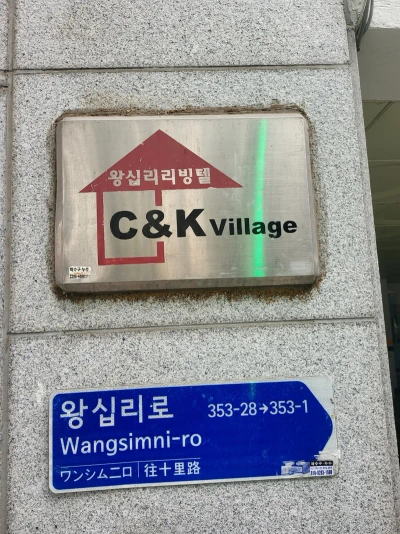 왕십리리빙텔
C&K Village
왕십리로 353-28→353-1
Wangsimni-ro
ワンシムニロ 往十里路